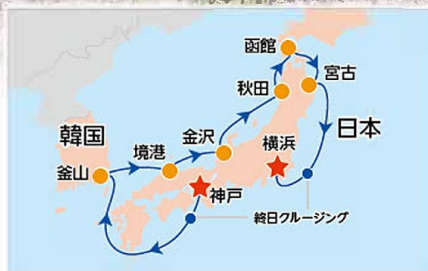 函館
宮古
秋田
日本
韓国
金沢
横浜
境港
釜山
神戸
終日クルージング